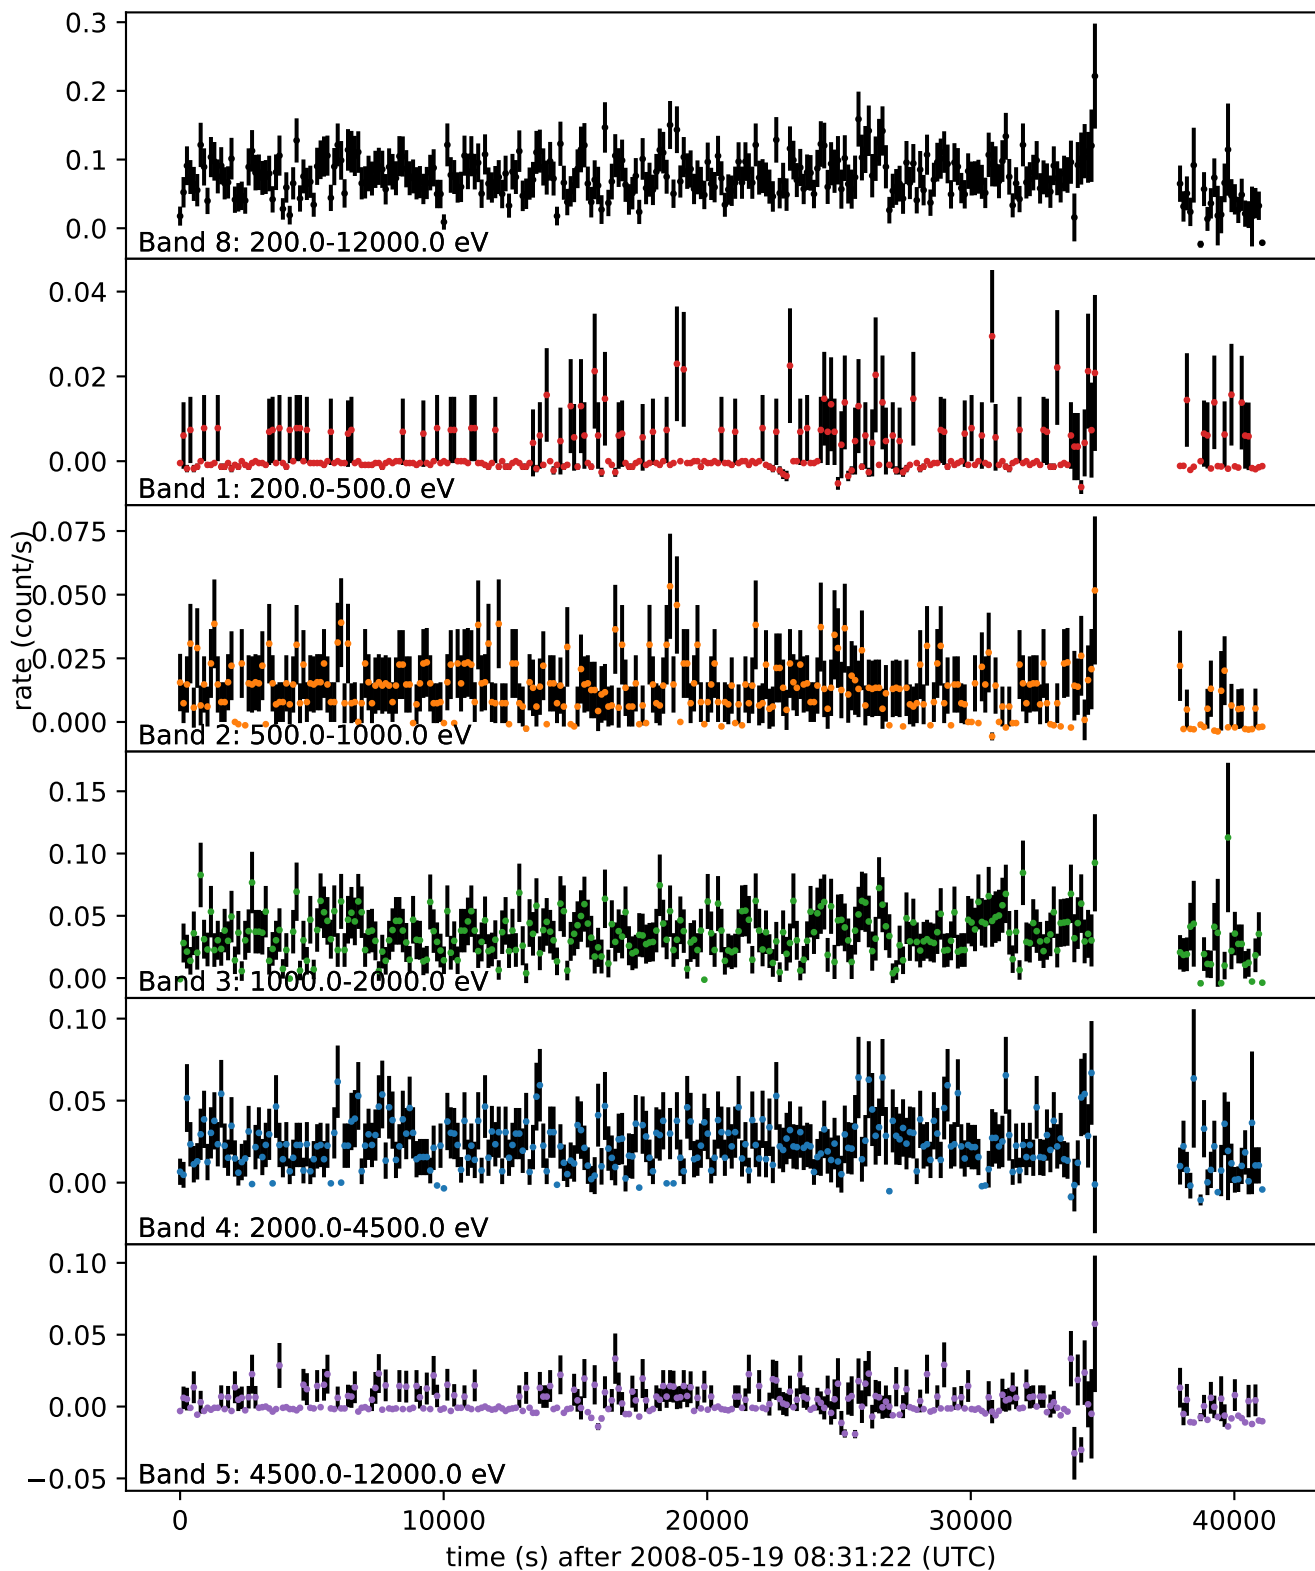 0.3
0.2
0.1
0.0
Band 8: 200.0-12000.0 eV
0.04
0.02
0.00
Band 1: 200.0-500.0 eV
rate (count/s)
0.075
0.050
0.025
0.000
Band 2: 500.0-1000.0 eV
0.15
0.10
0.05
0.00
Band 3: 1000.0-2000.0 eV
0.10
0.05
0.00
Band 4: 2000.0-4500.0 eV
0.10
0.05
0.00
−0.05
Band 5: 4500.0-12000.0 eV
0 10000 20000 30000 40000
time (s) after 2008-05-19 08:31:22 (UTC)